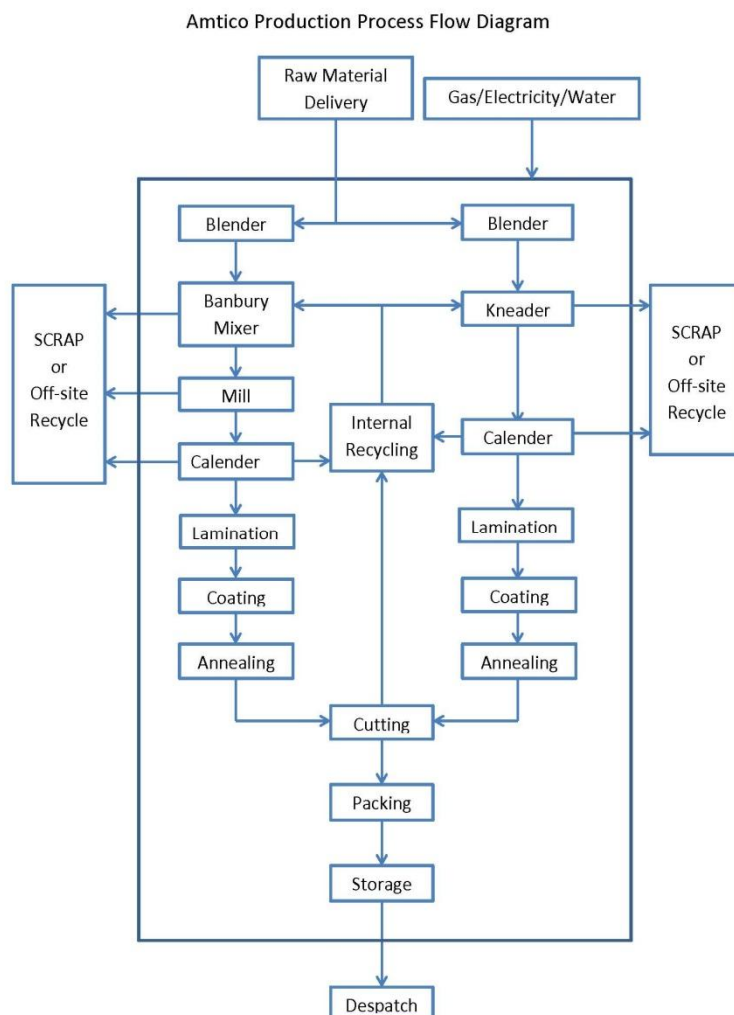 Amtico Production Process Flow Diagram
Raw Material
Delivery
Gas/Electricity/Water
Blender
Blender
Banbury
Mixer
Kneader
SCRAP
or
Off-site
Recycle
SCRAP
or
Off-site
Recycle
Mill
Internal
Recycling
Calender
Calender
Lamination
Lamination
Coating
Coating
Annealing
Annealing
Cutting
Packing
Storage
Despatch